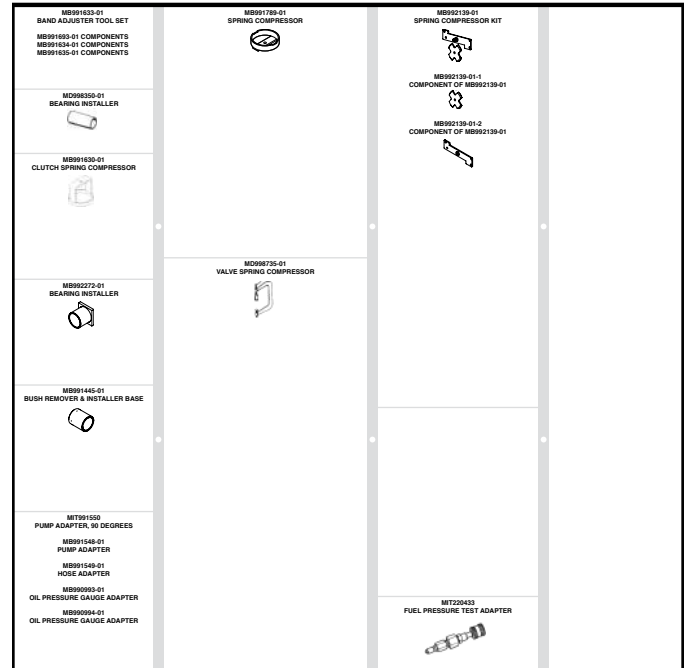 MB991633-01
BAND ADJUSTER TOOL SET
MB991693-01 COMPONENTS
MB991634-01 COMPONENTS
MB991635-01 COMPONENTS
MD998350-01
BEARING INSTALLER
MB991630-01
CLUTCH SPRING COMPRESSOR
MB992272-01
BEARING INSTALLER
MB991445-01
BUSH REMOVER & INSTALLER BASE
MIT991550
PUMP ADAPTER, 90 DEGREES
MB991548-01
PUMP ADAPTER
MB991549-01
HOSE ADAPTER
MB990993-01
OIL PRESSURE GAUGE ADAPTER
MB990994-01
OIL PRESSURE GAUGE ADAPTER
MB991789-01
SPRING COMPRESSOR
MD998735-01
VALVE SPRING COMPRESSOR
MB992139-01
SPRING COMPRESSOR KIT
MB992139-01-1
COMPONENT OF MB992139-01
MB992139-01-2
COMPONENT OF MB992139-01
MIT220433
FUEL PRESSURE TEST ADAPTER